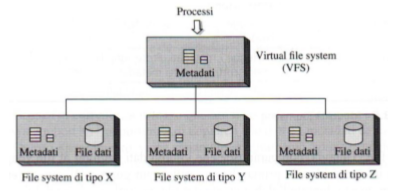 Processi
Virtual file system
(VFS)
Metadati
Metadati File dati
Metadati File dati
Metadati File dati
File system di tipo X
File system di tipo Y
File system di tipo Z